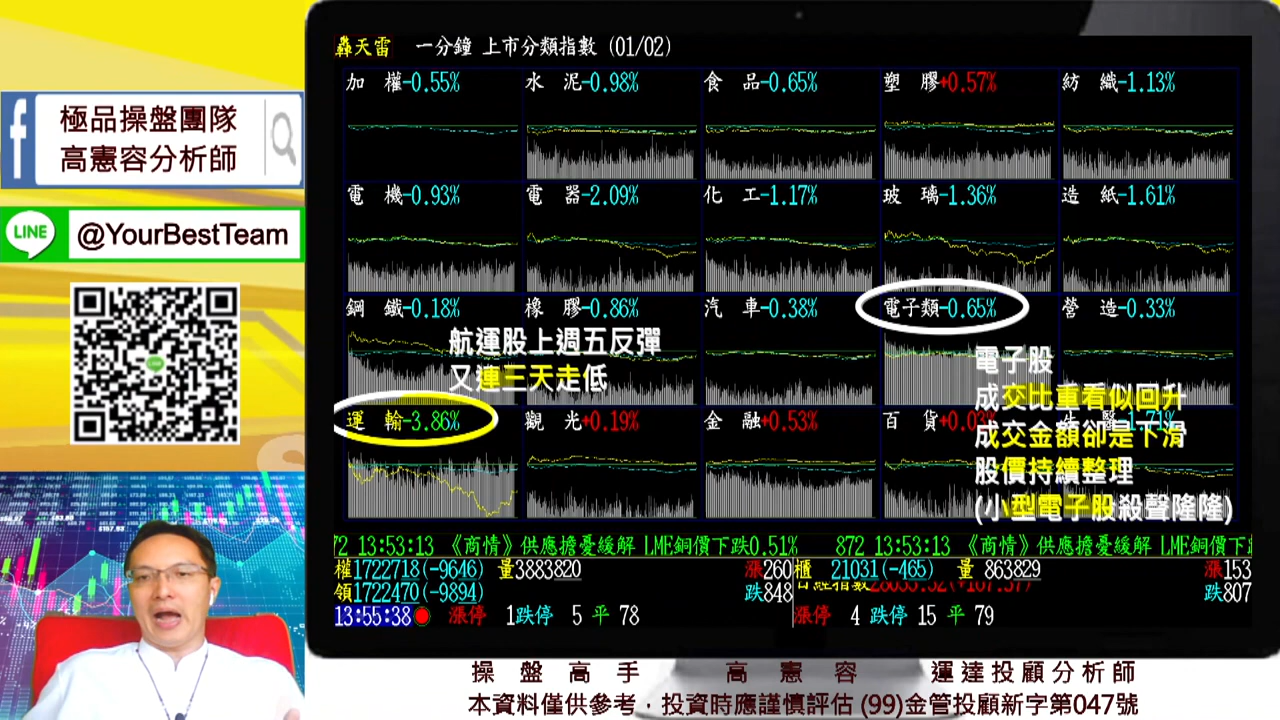 極品操盤團隊
高憲容分析師
LINE
@YourBestTeam
轟天雷 一分鐘 上市分類指數 (01/02)
加 權-0.55% 水 泥-0.98% 食 品-0.65% 塑 膠+0.57% 紡 織-1.13%
電 機-0.93% 電 器-2.09% 化 工-1.17% 玻 璃-1.36% 造 紙-1.61%
鋼 鐵-0.18% 橡 膠-0.86% 汽 車-0.38% 電子類-0.65% 營 造-0.33%
航運股上週五反彈
又連三天走低
運 輸-3.86% 觀 光+0.19% 金 融+0.53% 百 貨+0.03% 生 醫-1.71%
電子股
成交比重看似回升
成交金額卻是下滑
股價持續整理
(小型電子股殺聲隆隆)
872 13:53:13 《商情》供應擔憂緩解 LME銅價下跌0.51% 872 13:53:13 《商情》供應擔憂緩解 LME銅價下跌
權1722718(-9646) 量3883820 漲260 櫃 21031(-465) 量 863829 漲153
領1722470(-9894) 跌848 跌807
13:55:38 漲停 1跌停 5 平 78 漲停 4 跌停 15 平 79
操盤高手 高憲容 運達投顧分析師
本資料僅供參考，投資時應謹慎評估 (99)金管投顧新字第047號